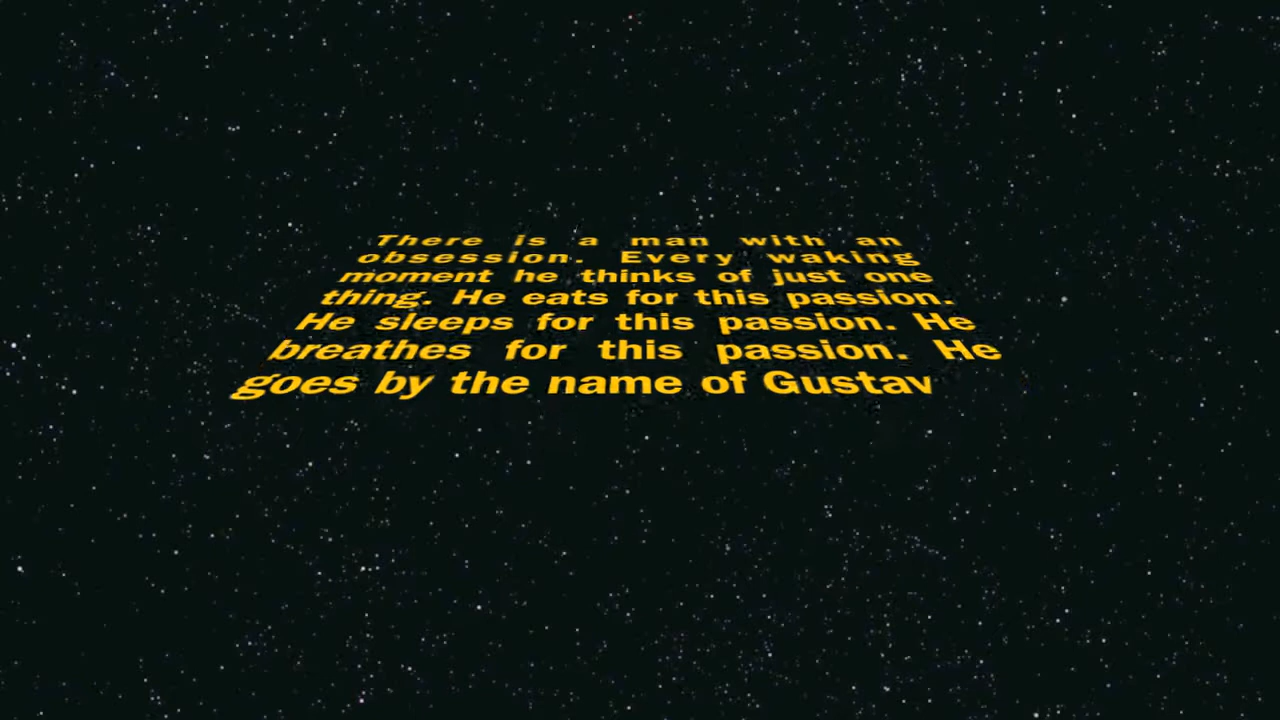 There is a man with an
obsession. Every waking
moment he thinks of just one
thing. He eats for this passion.
He sleeps for this passion. He
breathes for this passion. He
goes by the name of Gustav